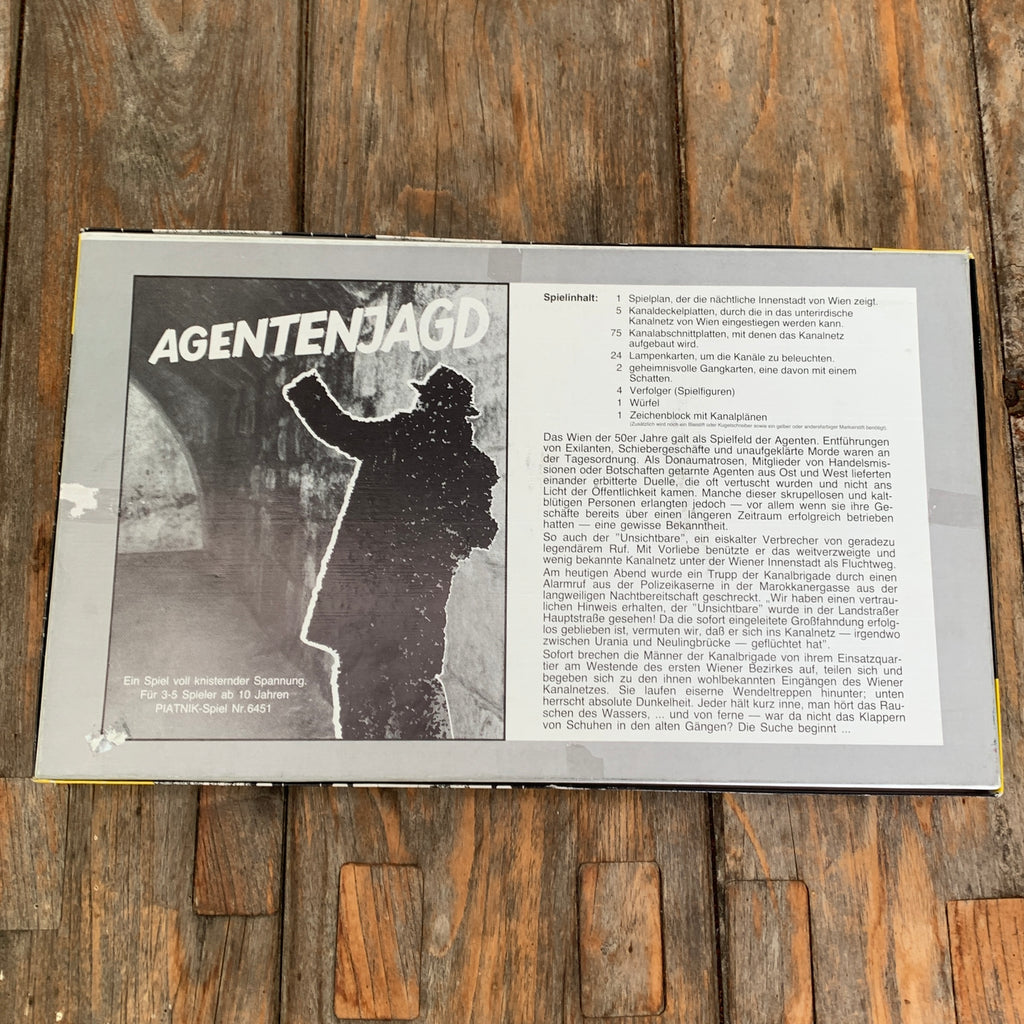 AGENTENJAGD
Ein Spiel voll knisternder Spannung.
Für 3-5 Spieler ab 10 Jahren
PIATNIK-Spiel Nr. 6451
Spielinhalt: 1 Spielplan, der die nächtliche Innenstadt von Wien zeigt.
5 Kanaldeckelplatten, durch die in das unterirdische
Kanalnetz von Wien eingestiegen werden kann.
75 Kanalabschnittplatten, mit denen das Kanalnetz
aufgebaut wird.
24 Lampenkarten, um die Kanäle zu beleuchten.
2 geheimnisvolle Gangkarten, eine davon mit einem
Schatten.
4 Verfolger (Spielfiguren)
1 Würfel
1 Zeichenblock mit Kanalplänen
(Zusätzlich wird noch ein Bleistift oder Kugelschreiber sowie ein gelber oder andersfarbiger Markierstift benötigt).
Das Wien der 50er Jahre galt als Spielfeld der Agenten. Entführungen
von Exilanten, Schiebergeschäfte und unaufgeklärte Morde waren an
der Tagesordnung. Als Donaumatrosen, Mitglieder von Handelsmis-
sionen oder Botschaften getarnte Agenten aus Ost und West lieferten
einander erbitterte Duelle, die oft vertuscht wurden und nicht ans
Licht der Öffentlichkeit kamen. Manche dieser skrupellosen und kalt-
blütigen Personen erlangten jedoch — vor allem wenn sie ihre Ge-
schäfte bereits über einen längeren Zeitraum erfolgreich betrieben
hatten — eine gewisse Bekanntheit.
So auch der "Unsichtbare", ein eiskalter Verbrecher von geradezu
legendärem Ruf. Mit Vorliebe benützte er das weitverzweigte und
wenig bekannte Kanalnetz unter der Wiener Innenstadt als Fluchtweg.
Am heutigen Abend wurde ein Trupp der Kanalbrigade durch einen
Alarmruf aus der Polizeikaserne in der Marokkanergasse aus der
langweiligen Nachtbereitschaft geschreckt. „Wir haben einen vertrau-
lichen Hinweis erhalten, der "Unsichtbare" wurde in der Landstraßer
Hauptstraße gesehen! Da die sofort eingeleitete Großfahndung erfolg-
los geblieben ist, vermuten wir, daß er sich ins Kanalnetz — irgendwo
zwischen Urania und Neulingbrücke — geflüchtet hat".
Sofort brechen die Männer der Kanalbrigade von ihrem Einsatzquar-
tier am Westende des ersten Wiener Bezirkes auf, teilen sich und
begeben sich zu den ihnen wohlbekannten Eingängen des Wiener
Kanalnetzes. Sie laufen eiserne Wendeltreppen hinunter; unten
herrscht absolute Dunkelheit. Jeder hält kurz inne, man hört das Rau-
schen des Wassers, ... und von ferne — war da nicht das Klappern
von Schuhen in den alten Gängen? Die Suche beginnt ...